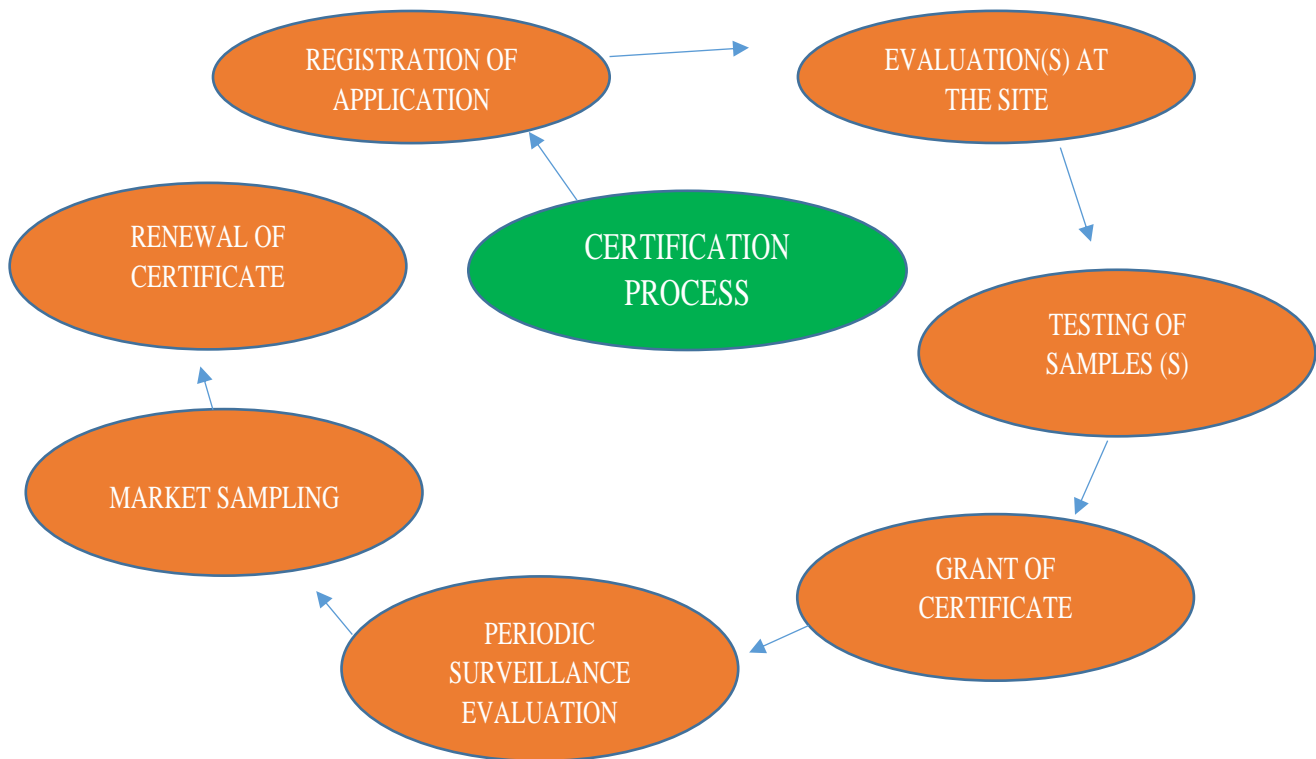 REGISTRATION OF
APPLICATION
EVALUATION(S) AT
THE SITE
CERTIFICATION
PROCESS
RENEWAL OF
CERTIFICATE
TESTING OF
SAMPLES (S)
MARKET SAMPLING
GRANT OF
CERTIFICATE
PERIODIC
SURVEILLANCE
EVALUATION